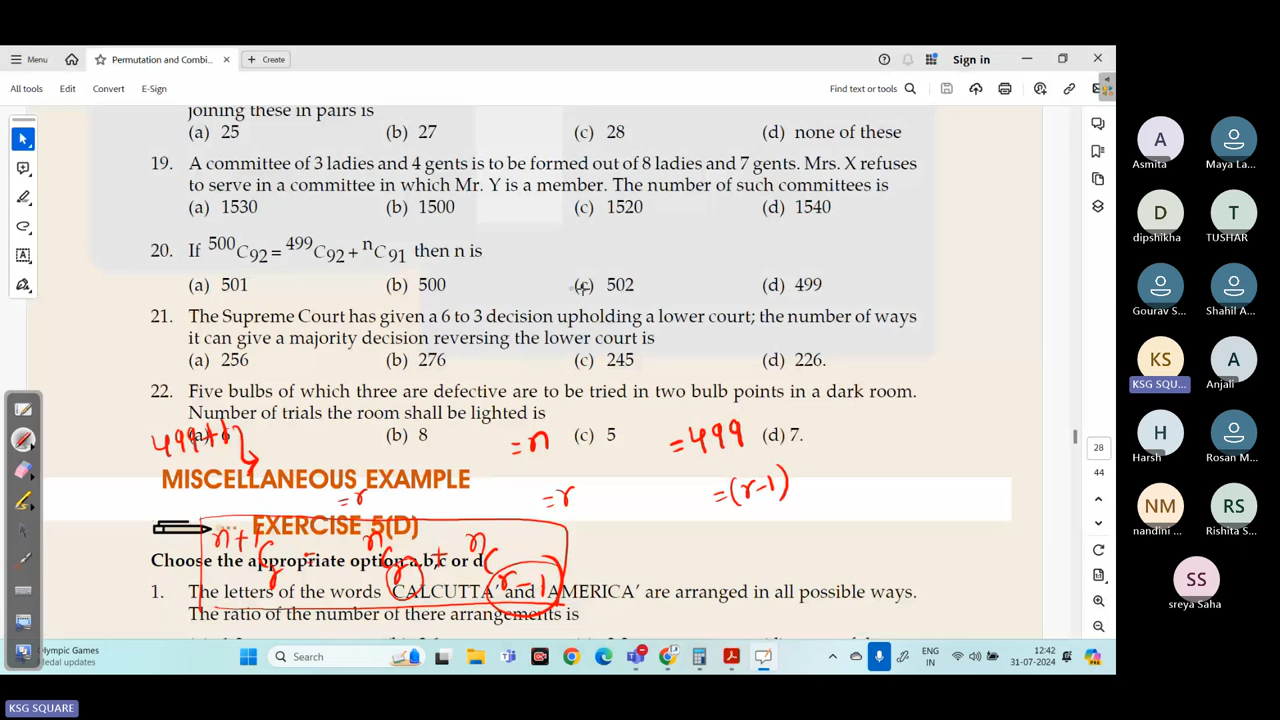 Menu
Permutation and Combi...
Create
Sign in
All tools Edit Convert E-Sign
Find text or tools
joining these in pairs is
(a) 25 (b) 27 (c) 28 (d) none of these
19. A committee of 3 ladies and 4 gents is to be formed out of 8 ladies and 7 gents. Mrs. X refuses
to serve in a committee in which Mr. Y is a member. The number of such committees is
(a) 1530 (b) 1500 (c) 1520 (d) 1540
20. If ⁵⁰⁰C₉₂ = ⁴⁹⁹C₉₂ + ⁿC₉₁ then n is
(a) 501 (b) 500 (c) 502 (d) 499
21. The Supreme Court has given a 6 to 3 decision upholding a lower court; the number of ways
it can give a majority decision reversing the lower court is
(a) 256 (b) 276 (c) 245 (d) 226.
22. Five bulbs of which three are defective are to be tried in two bulb points in a dark room.
Number of trials the room shall be lighted is
(a) 6 (b) 8 (c) 5 (d) 7.
499+1 = n = 499
MISCELLANEOUS EXAMPLE
= r = r = (r-1)
EXERCISE 5(D)
n+1Cr = nCr + nC(r-1)
Choose the appropriate option a,b,c or d
1. The letters of the words CALCUTTA' and 'AMERICA' are arranged in all possible ways.
The ratio of the number of there arrangements is
28
44
Asmita
Maya La...
D
dipshikha
T
TUSHAR
Gourav S...
Shahil A...
KS
KSG SQU...
A
Anjali
H
Harsh
Rosan M...
NM
nandini ...
RS
Rishita S...
SS
sreya Saha
A
Olympic Games
Medal updates
Search
ENG
IN
12:42
31-07-2024
KSG SQUARE